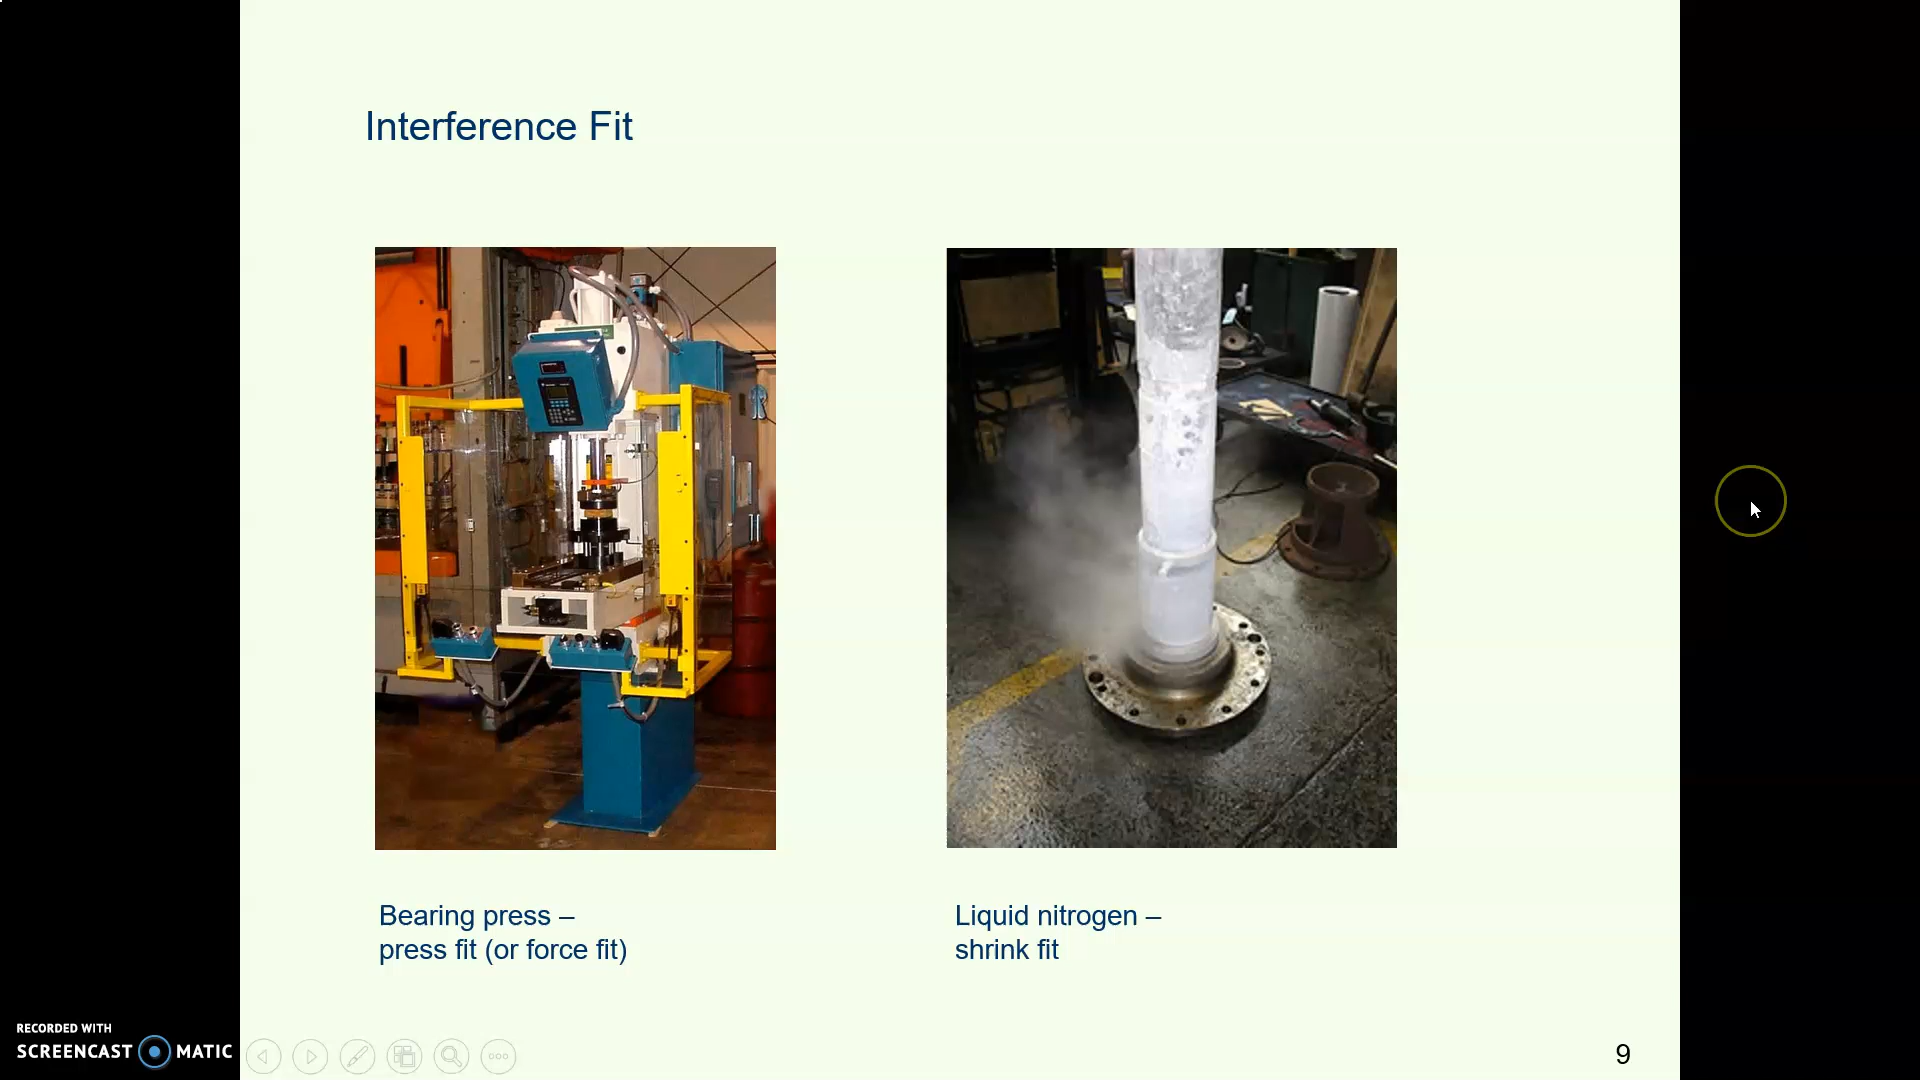 Interference Fit
Bearing press –
press fit (or force fit)
Liquid nitrogen –
shrink fit
RECORDED WITH
SCREENCAST MATIC
9